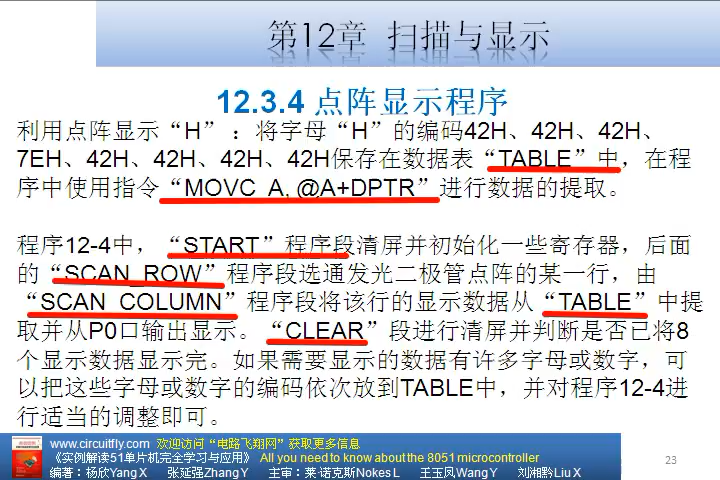 第12章 扫描与显示
12.3.4 点阵显示程序
利用点阵显示“H”：将字母“H”的编码42H、42H、42H、
7EH、42H、42H、42H、42H保存在数据表“TABLE”中，在程
序中使用指令“MOVC A, @A+DPTR”进行数据的提取。
程序12-4中，“START”程序段清屏并初始化一些寄存器，后面
的“SCAN_ROW”程序段选通发光二极管点阵的某一行，由
“SCAN_COLUMN”程序段将该行的显示数据从“TABLE”中提
取并从P0口输出显示。“CLEAR”段进行清屏并判断是否已将8
个显示数据显示完。如果需要显示的数据有许多字母或数字，可
以把这些字母或数字的编码依次放到TABLE中，并对程序12-4进
行适当的调整即可。
www.circuitfly.com 欢迎访问“电路飞翔网”获取更多信息
《实例解读51单片机完全学习与应用》 All you need to know about the 8051 microcontroller
编著：杨欣Yang X 张延强Zhang Y 主审：莱·诺克斯Nokes L 王玉凤Wang Y 刘湘黔Liu X
23